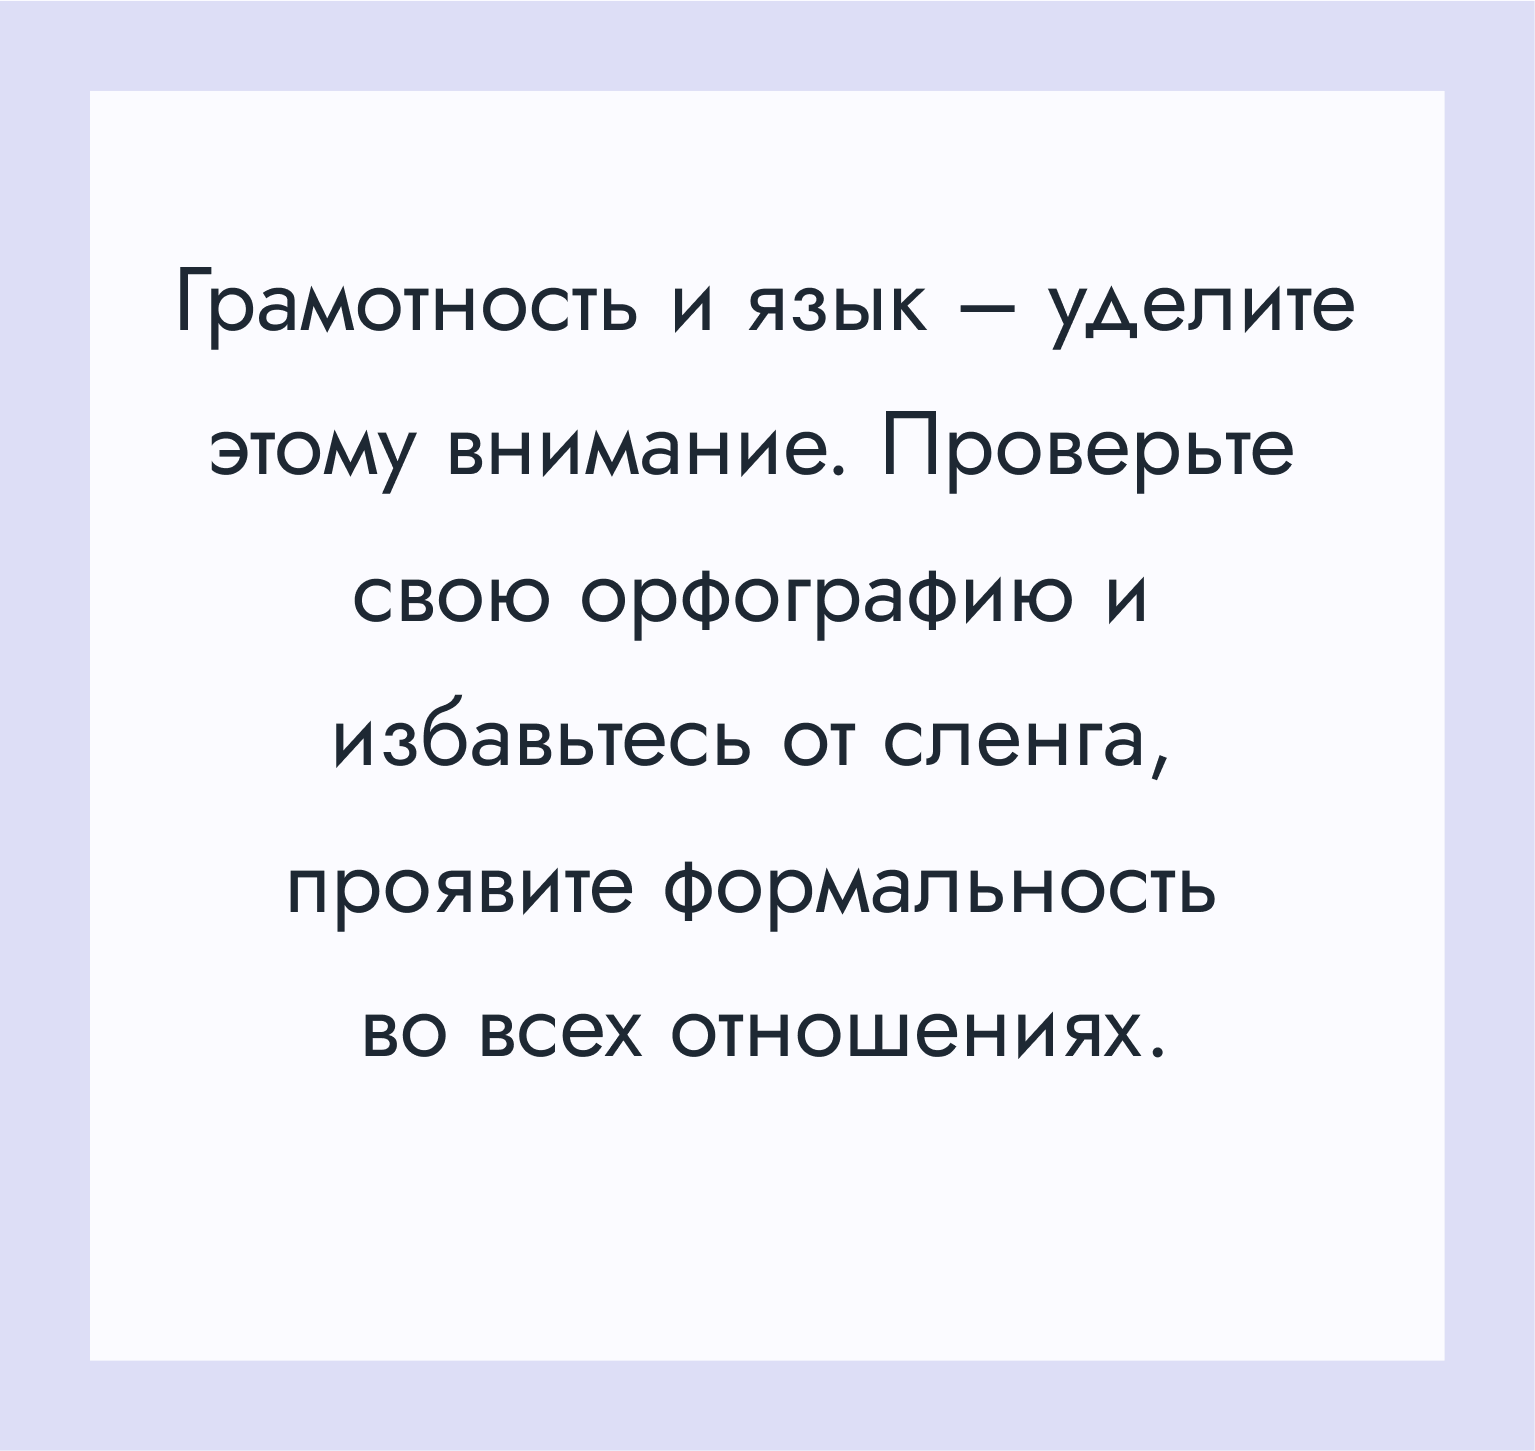 Грамотность и язык – уделите
этому внимание. Проверьте
свою орфографию и
избавьтесь от сленга,
проявите формальность
во всех отношениях.